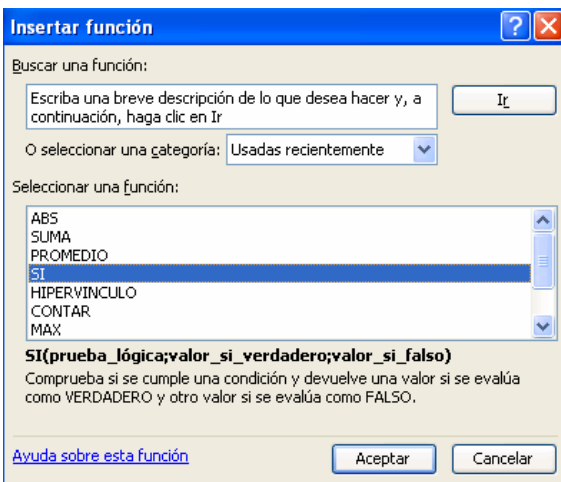 Insertar función
Buscar una función:
Escriba una breve descripción de lo que desea hacer y, a
continuación, haga clic en Ir
Ir
O seleccionar una categoría: Usadas recientemente
Seleccionar una función:
ABS
SUMA
PROMEDIO
SI
HIPERVINCULO
CONTAR
MAX
SI(prueba_lógica;valor_si_verdadero;valor_si_falso)
Comprueba si se cumple una condición y devuelve una valor si se evalúa
como VERDADERO y otro valor si se evalúa como FALSO.
Ayuda sobre esta función
Aceptar
Cancelar